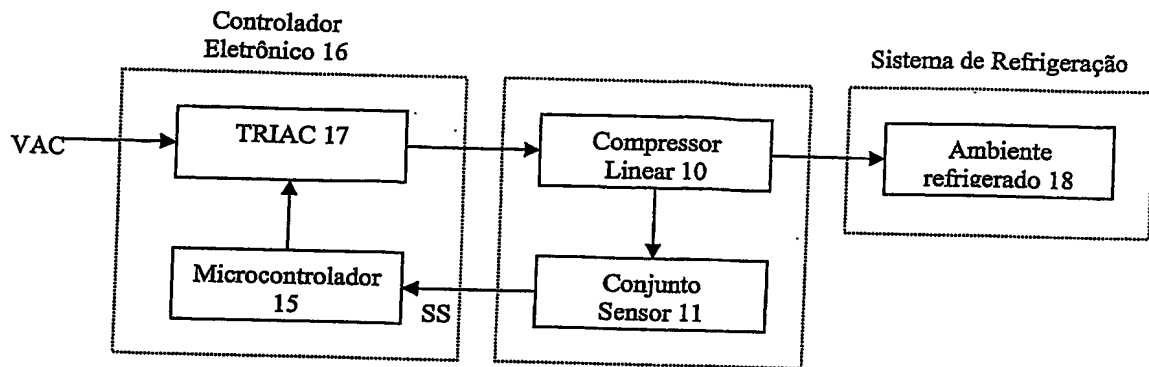 Controlador
Eletrônico 16
Sistema de Refrigeração
VAC
TRIAC 17
Compressor
Linear 10
Ambiente
refrigerado 18
Microcontrolador
15
SS
Conjunto
Sensor 11